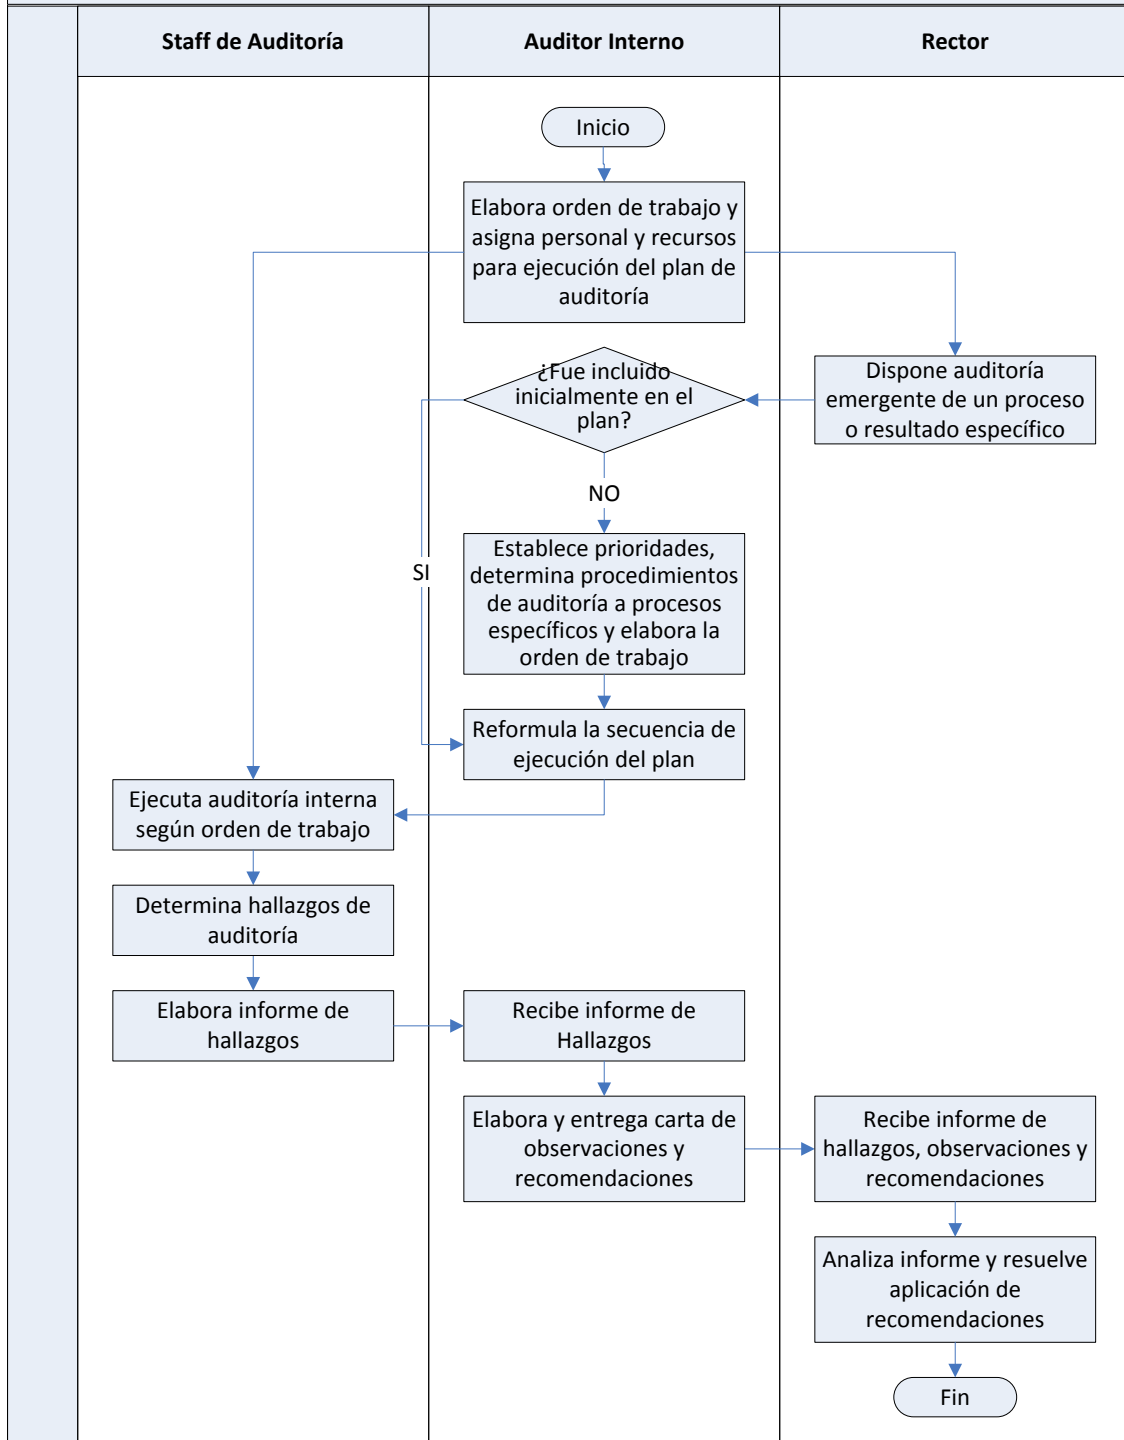 Staff de Auditoría
Auditor Interno
Rector
Inicio
Elabora orden de trabajo y
asigna personal y recursos
para ejecución del plan de
auditoría
¿Fue incluido
inicialmente en el
plan?
Dispone auditoría
emergente de un proceso
o resultado específico
NO
SI
Establece prioridades,
determina procedimientos
de auditoría a procesos
específicos y elabora la
orden de trabajo
Reformula la secuencia de
ejecución del plan
Ejecuta auditoría interna
según orden de trabajo
Determina hallazgos de
auditoría
Elabora informe de
hallazgos
Recibe informe de
Hallazgos
Elabora y entrega carta de
observaciones y
recomendaciones
Recibe informe de
hallazgos, observaciones y
recomendaciones
Analiza informe y resuelve
aplicación de
recomendaciones
Fin